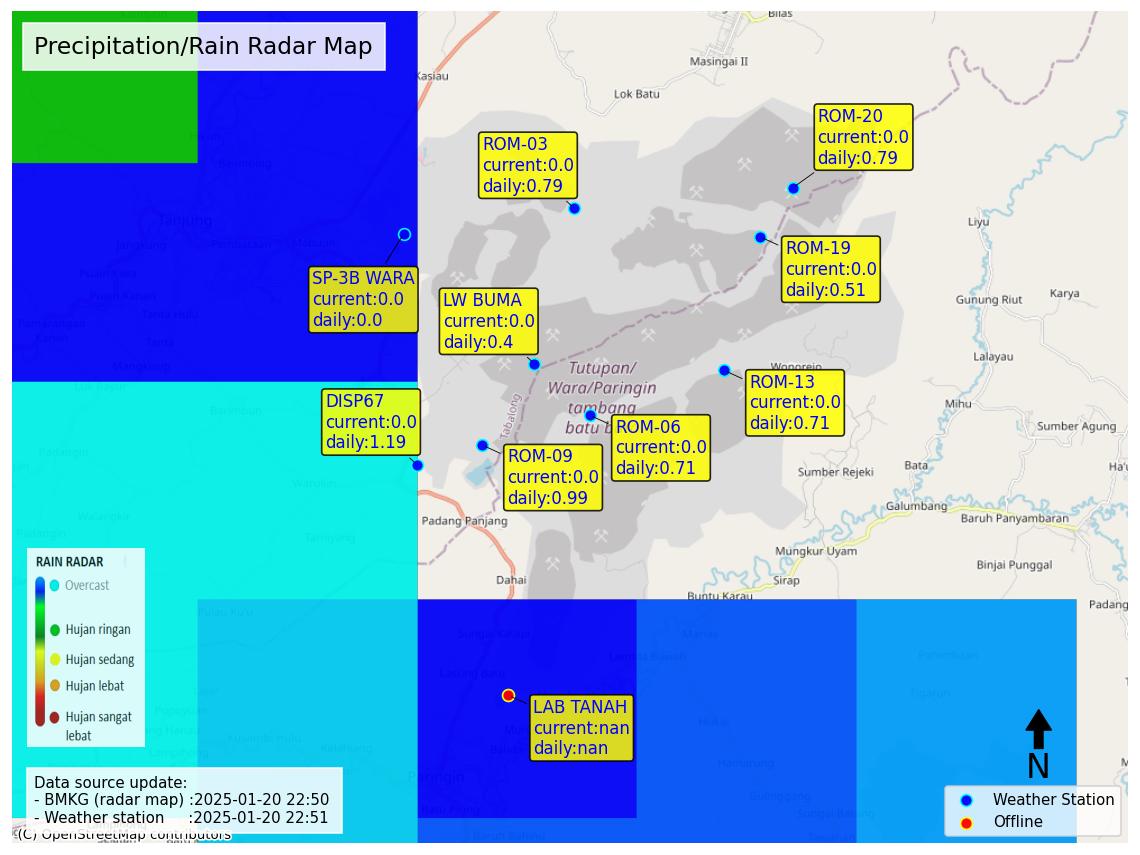 Precipitation/Rain Radar Map
Bilas
Masingai II
Kasiau
Lok Batu
ROM-20
current:0.0
daily:0.79
ROM-03
current:0.0
daily:0.79
Tanjung
Liyu
ROM-19
current:0.0
daily:0.51
SP-3B WARA
current:0.0
daily:0.0
LW BUMA
current:0.0
daily:0.4
Gunung Riut
Karya
Lalayau
Wonorejo
Tutupan/
Wara/Paringin
tambang
batu b
ROM-13
current:0.0
daily:0.71
Mihu
DISP67
current:0.0
daily:1.19
Tabalong
ROM-06
current:0.0
daily:0.71
Sumber Agung
ROM-09
current:0.0
daily:0.99
Sumber Rejeki
Bata
Ha'u
Galumbang
Padang Panjang
Baruh Panyambaran
Mungkur Uyam
Binjai Punggal
Dahai
Sirap
Buntu Karau
Padang
RAIN RADAR
Overcast
Hujan ringan
Hujan sedang
Hujan lebat
Hujan sangat
lebat
LAB TANAH
current:nan
daily:nan
Paringin
N
Data source update:
- BMKG (radar map) :2025-01-20 22:50
- Weather station :2025-01-20 22:51
(C) OpenStreetMap contributors
Weather Station
Offline